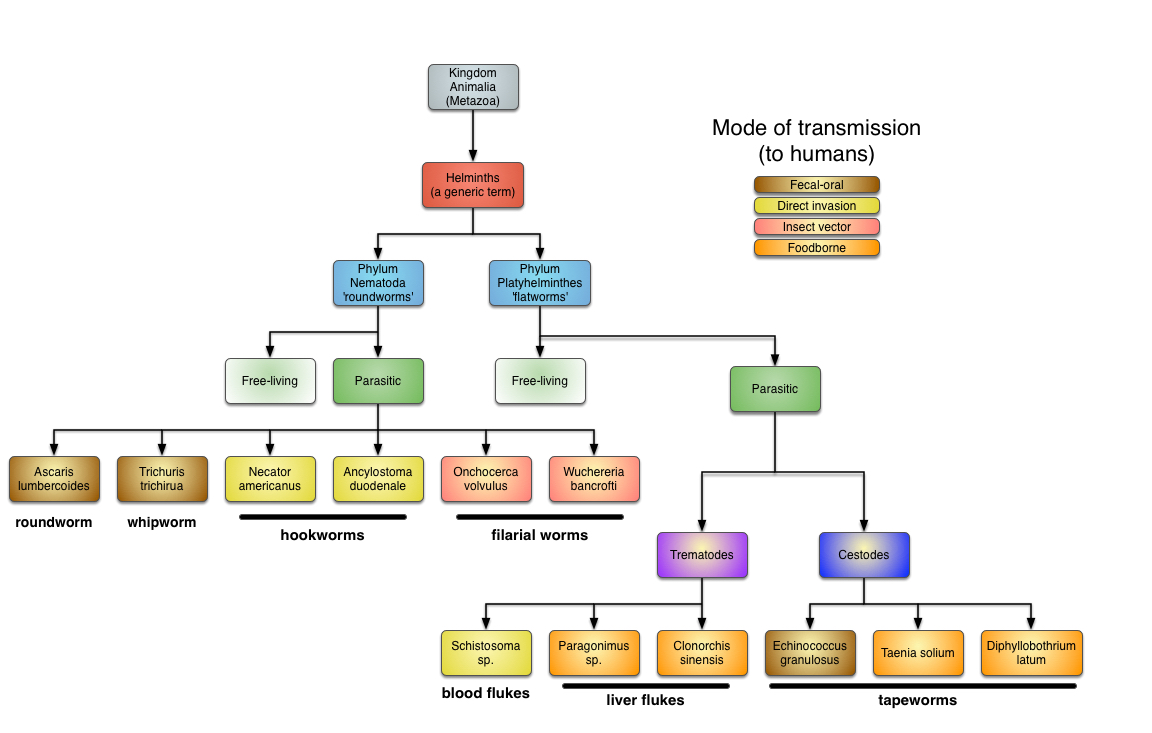 Kingdom
Animalia
(Metazoa)
Mode of transmission
(to humans)
Fecal-oral
Direct invasion
Insect vector
Foodborne
Helminths
(a generic term)
Phylum
Nematoda
'roundworms'
Phylum
Platyhelminthes
'flatworms'
Free-living
Parasitic
Free-living
Parasitic
Ascaris
lumbercoides
Trichuris
trichirua
Necator
americanus
Ancylostoma
duodenale
Onchocerca
volvulus
Wuchereria
bancrofti
roundworm
whipworm
hookworms
filarial worms
Trematodes
Cestodes
Schistosoma
sp.
Paragonimus
sp.
Clonorchis
sinensis
Echinococcus
granulosus
Taenia solium
Diphyllobothrium
latum
blood flukes
liver flukes
tapeworms